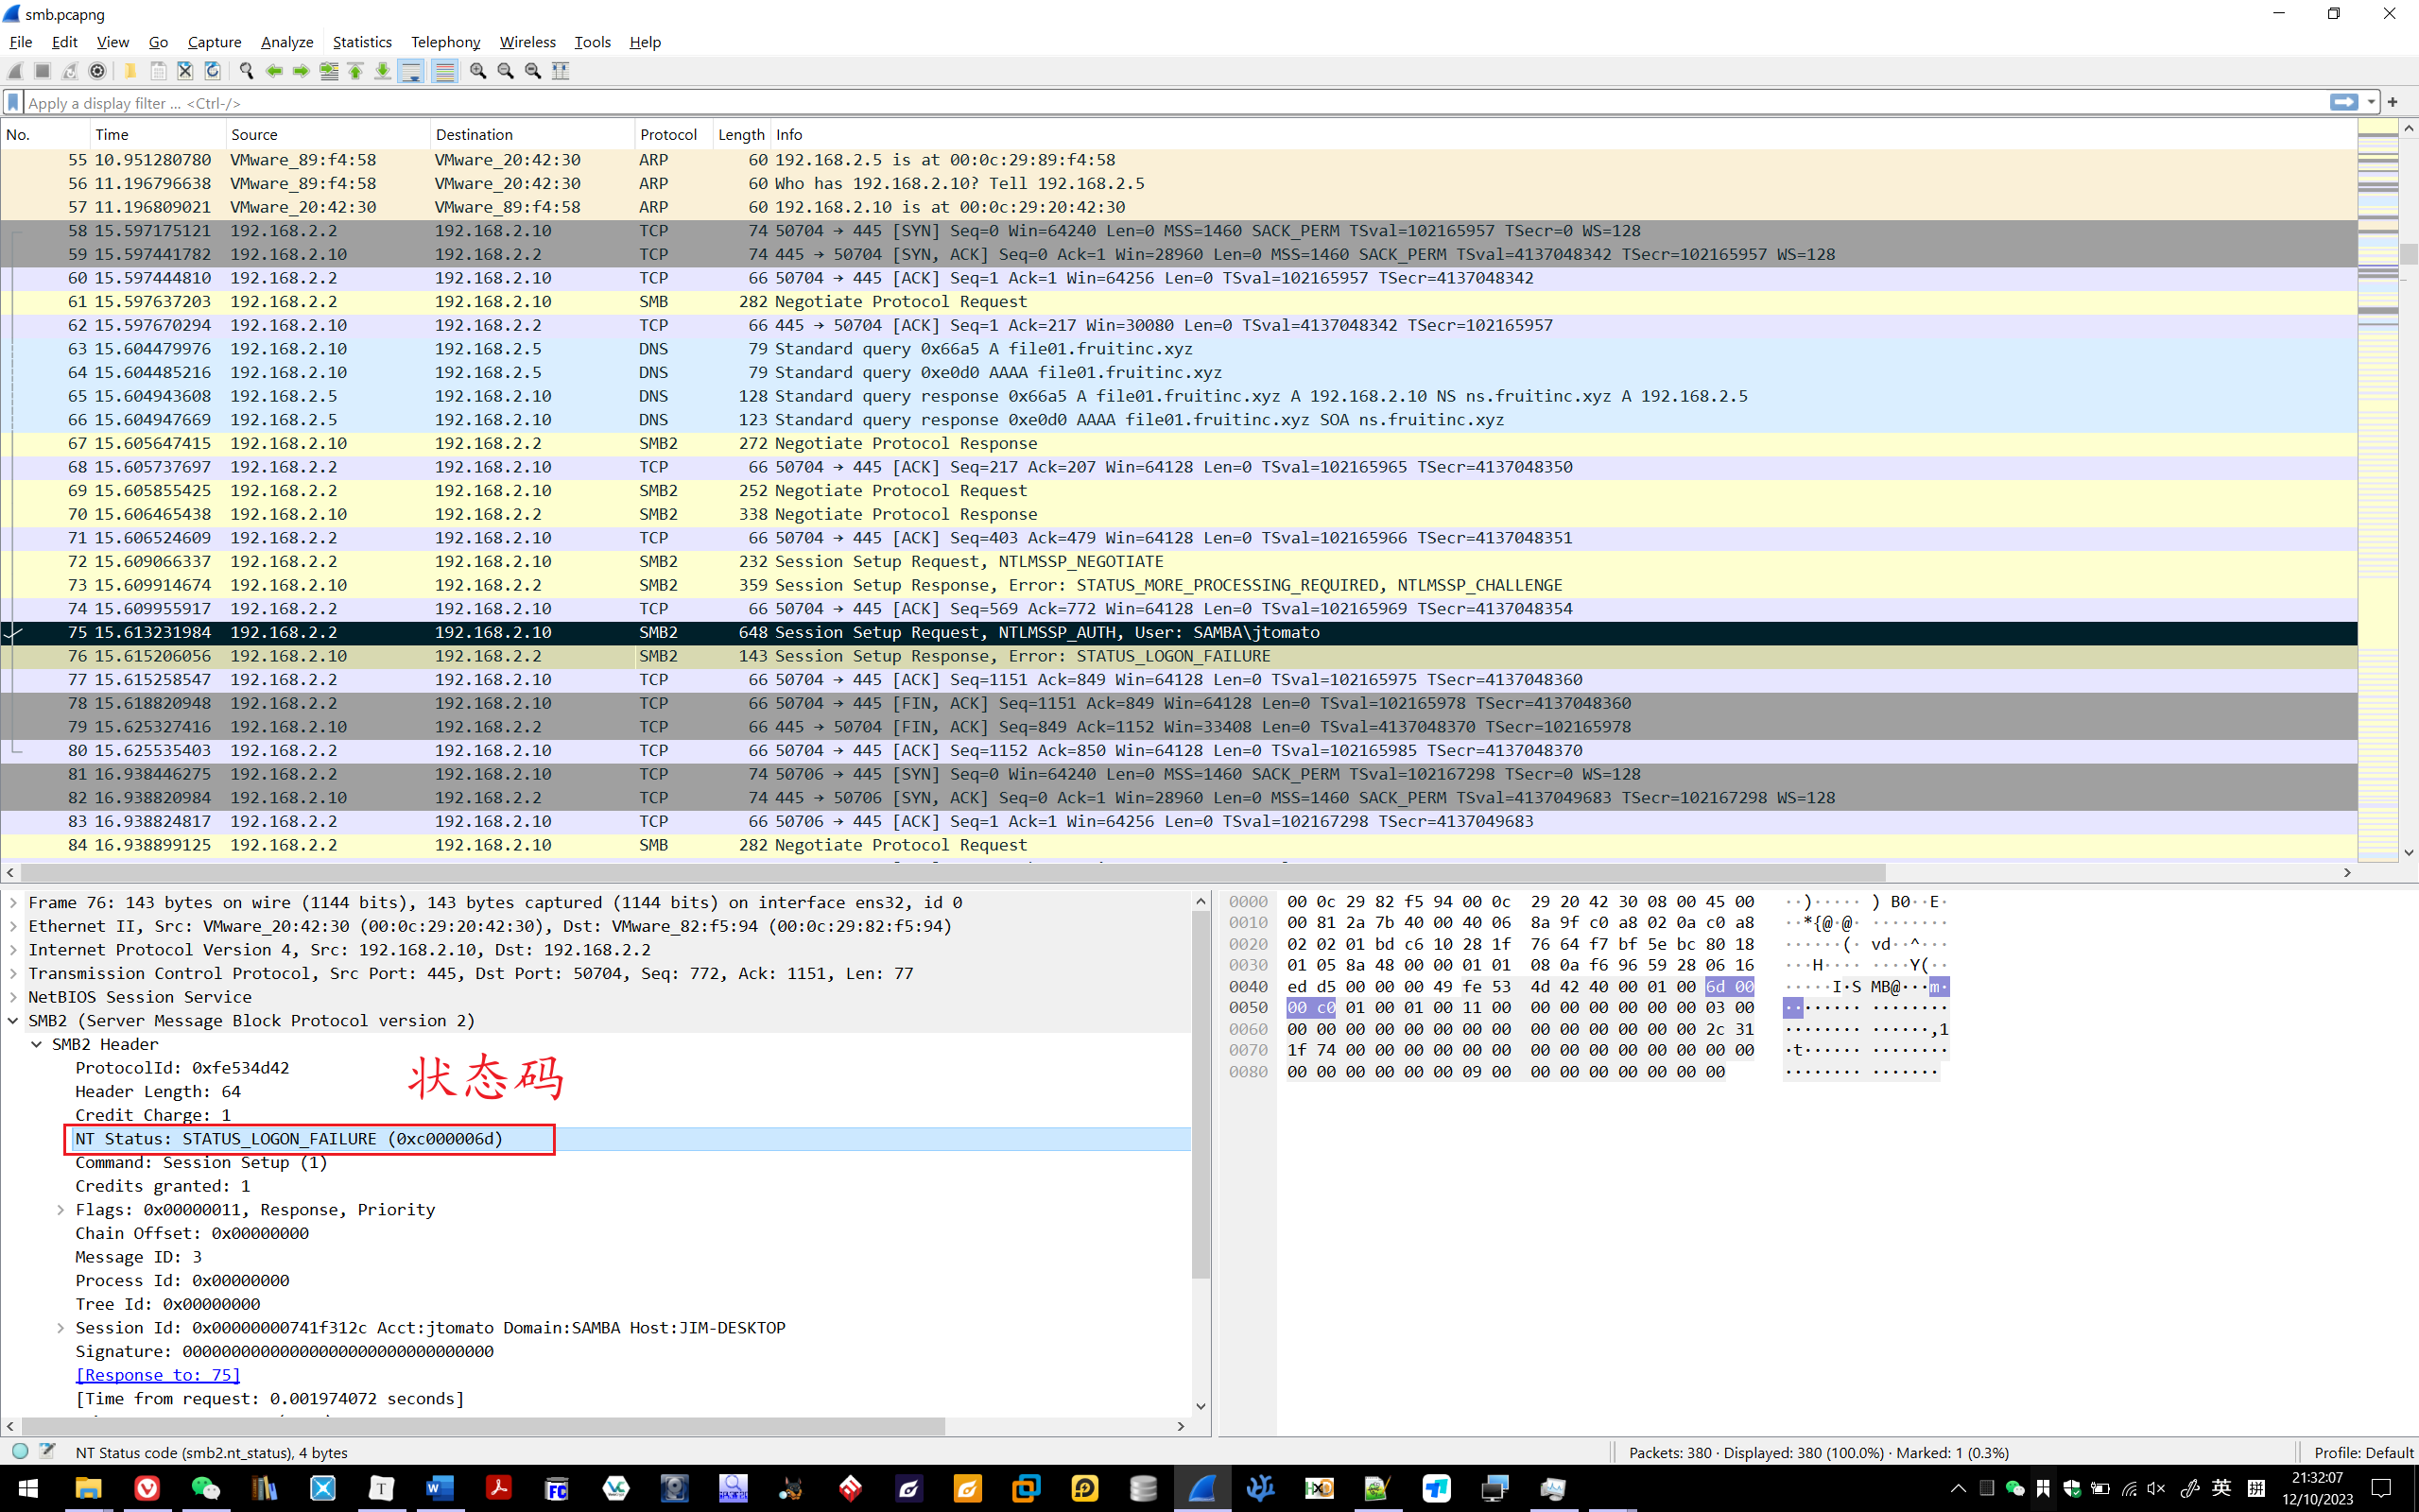 smb.pcapng
File Edit View Go Capture Analyze Statistics Telephony Wireless Tools Help
Apply a display filter ... <Ctrl-/>
No. Time Source Destination Protocol Length Info
55 10.951280780 VMware_89:f4:58 VMware_20:42:30 ARP 60 192.168.2.5 is at 00:0c:29:89:f4:58
56 11.196796638 VMware_89:f4:58 VMware_20:42:30 ARP 60 Who has 192.168.2.10? Tell 192.168.2.5
57 11.196809021 VMware_20:42:30 VMware_89:f4:58 ARP 60 192.168.2.10 is at 00:0c:29:20:42:30
58 15.597175121 192.168.2.2 192.168.2.10 TCP 74 50704 → 445 [SYN] Seq=0 Win=64240 Len=0 MSS=1460 SACK_PERM TSval=102165957 TSecr=0 WS=128
59 15.597441782 192.168.2.10 192.168.2.2 TCP 74 445 → 50704 [SYN, ACK] Seq=0 Ack=1 Win=28960 Len=0 MSS=1460 SACK_PERM TSval=4137048342 TSecr=102165957 WS=128
60 15.597444810 192.168.2.2 192.168.2.10 TCP 66 50704 → 445 [ACK] Seq=1 Ack=1 Win=64256 Len=0 TSval=102165957 TSecr=4137048342
61 15.597637203 192.168.2.2 192.168.2.10 SMB 282 Negotiate Protocol Request
62 15.597670294 192.168.2.10 192.168.2.2 TCP 66 445 → 50704 [ACK] Seq=1 Ack=217 Win=30080 Len=0 TSval=4137048342 TSecr=102165957
63 15.604479976 192.168.2.10 192.168.2.5 DNS 79 Standard query 0x66a5 A file01.fruitinc.xyz
64 15.604485216 192.168.2.10 192.168.2.5 DNS 79 Standard query 0xe0d0 AAAA file01.fruitinc.xyz
65 15.604943608 192.168.2.5 192.168.2.10 DNS 128 Standard query response 0x66a5 A file01.fruitinc.xyz A 192.168.2.10 NS ns.fruitinc.xyz A 192.168.2.5
66 15.604947669 192.168.2.5 192.168.2.10 DNS 123 Standard query response 0xe0d0 AAAA file01.fruitinc.xyz SOA ns.fruitinc.xyz
67 15.605647415 192.168.2.10 192.168.2.2 SMB2 272 Negotiate Protocol Response
68 15.605737697 192.168.2.2 192.168.2.10 TCP 66 50704 → 445 [ACK] Seq=217 Ack=207 Win=64128 Len=0 TSval=102165965 TSecr=4137048350
69 15.605855425 192.168.2.2 192.168.2.10 SMB2 252 Negotiate Protocol Request
70 15.606465438 192.168.2.10 192.168.2.2 SMB2 338 Negotiate Protocol Response
71 15.606524609 192.168.2.2 192.168.2.10 TCP 66 50704 → 445 [ACK] Seq=403 Ack=479 Win=64128 Len=0 TSval=102165966 TSecr=4137048351
72 15.609066337 192.168.2.2 192.168.2.10 SMB2 232 Session Setup Request, NTLMSSP_NEGOTIATE
73 15.609914674 192.168.2.10 192.168.2.2 SMB2 359 Session Setup Response, Error: STATUS_MORE_PROCESSING_REQUIRED, NTLMSSP_CHALLENGE
74 15.609955917 192.168.2.2 192.168.2.10 TCP 66 50704 → 445 [ACK] Seq=569 Ack=772 Win=64128 Len=0 TSval=102165969 TSecr=4137048354
75 15.613231984 192.168.2.2 192.168.2.10 SMB2 648 Session Setup Request, NTLMSSP_AUTH, User: SAMBA\jtomato
76 15.615206056 192.168.2.10 192.168.2.2 SMB2 143 Session Setup Response, Error: STATUS_LOGON_FAILURE
77 15.615258547 192.168.2.2 192.168.2.10 TCP 66 50704 → 445 [ACK] Seq=1151 Ack=849 Win=64128 Len=0 TSval=102165975 TSecr=4137048360
78 15.618820948 192.168.2.2 192.168.2.10 TCP 66 50704 → 445 [FIN, ACK] Seq=1151 Ack=849 Win=64128 Len=0 TSval=102165978 TSecr=4137048360
79 15.625327416 192.168.2.10 192.168.2.2 TCP 66 445 → 50704 [FIN, ACK] Seq=849 Ack=1152 Win=33408 Len=0 TSval=4137048370 TSecr=102165978
80 15.625535403 192.168.2.2 192.168.2.10 TCP 66 50704 → 445 [ACK] Seq=1152 Ack=850 Win=64128 Len=0 TSval=102165985 TSecr=4137048370
81 16.938446275 192.168.2.2 192.168.2.10 TCP 74 50706 → 445 [SYN] Seq=0 Win=64240 Len=0 MSS=1460 SACK_PERM TSval=102167298 TSecr=0 WS=128
82 16.938820984 192.168.2.10 192.168.2.2 TCP 74 445 → 50706 [SYN, ACK] Seq=0 Ack=1 Win=28960 Len=0 MSS=1460 SACK_PERM TSval=4137049683 TSecr=102167298 WS=128
83 16.938824817 192.168.2.2 192.168.2.10 TCP 66 50706 → 445 [ACK] Seq=1 Ack=1 Win=64256 Len=0 TSval=102167298 TSecr=4137049683
84 16.938899125 192.168.2.2 192.168.2.10 SMB 282 Negotiate Protocol Request
Frame 76: 143 bytes on wire (1144 bits), 143 bytes captured (1144 bits) on interface ens32, id 0
Ethernet II, Src: VMware_20:42:30 (00:0c:29:20:42:30), Dst: VMware_82:f5:94 (00:0c:29:82:f5:94)
Internet Protocol Version 4, Src: 192.168.2.10, Dst: 192.168.2.2
Transmission Control Protocol, Src Port: 445, Dst Port: 50704, Seq: 772, Ack: 1151, Len: 77
NetBIOS Session Service
SMB2 (Server Message Block Protocol version 2)
SMB2 Header
ProtocolId: 0xfe534d42
状态码
Header Length: 64
Credit Charge: 1
NT Status: STATUS_LOGON_FAILURE (0xc000006d)
Command: Session Setup (1)
Credits granted: 1
Flags: 0x00000011, Response, Priority
Chain Offset: 0x00000000
Message ID: 3
Process Id: 0x00000000
Tree Id: 0x00000000
Session Id: 0x00000000741f312c Acct:jtomato Domain:SAMBA Host:JIM-DESKTOP
Signature: 00000000000000000000000000000000
[Response to: 75]
[Time from request: 0.001974072 seconds]
0000 00 0c 29 82 f5 94 00 0c 29 20 42 30 08 00 45 00 ··)·····) B0··E·
0010 00 81 2a 7b 40 00 40 06 8a 9f c0 a8 02 0a c0 a8 ··*{@·@·········
0020 02 02 01 bd c6 10 28 1f 76 64 f7 bf 5e bc 80 18 ······(·vd··^···
0030 01 05 8a 48 00 00 01 01 08 0a f6 96 59 28 06 16 ···H········Y(··
0040 ed d5 00 00 00 49 fe 53 4d 42 40 00 01 00 6d 00 ·····I·SMB@···m·
0050 00 c0 01 00 01 00 11 00 00 00 00 00 00 00 03 00 ················
0060 00 00 00 00 00 00 00 00 00 00 00 00 00 00 2c 31 ··············,1
0070 1f 74 00 00 00 00 00 00 00 00 00 00 00 00 00 00 ·t··············
0080 00 00 00 00 00 00 09 00 00 00 00 00 00 00 00 ···············
NT Status code (smb2.nt_status), 4 bytes
Packets: 380 · Displayed: 380 (100.0%) · Marked: 1 (0.3%)
Profile: Default
英 拼
21:32:07
12/10/2023